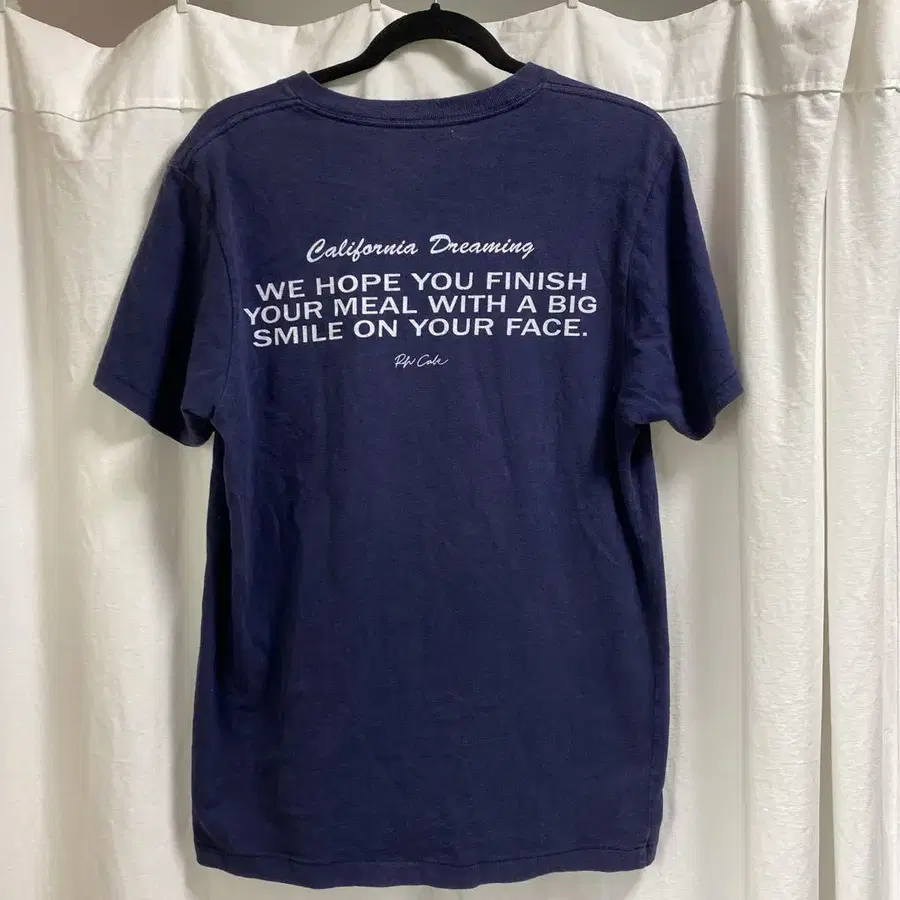 California Dreaming
WE HOPE YOU FINISH
YOUR MEAL WITH A BIG
SMILE ON YOUR FACE.